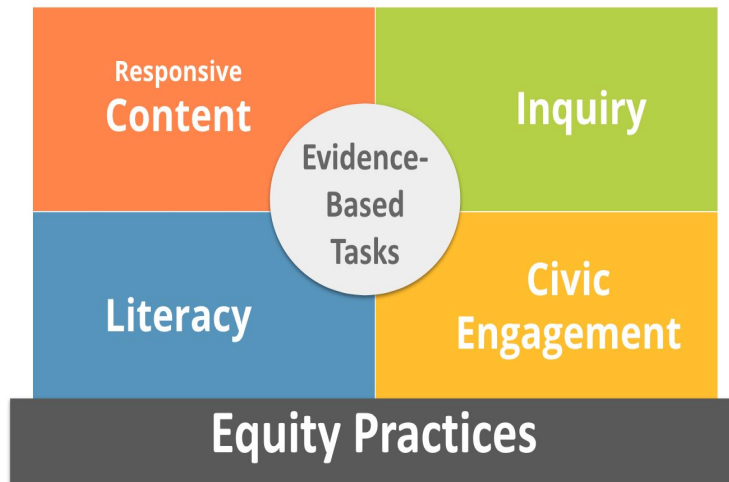 Responsive
Content
Inquiry
Evidence-
Based
Tasks
Literacy
Civic
Engagement
Equity Practices